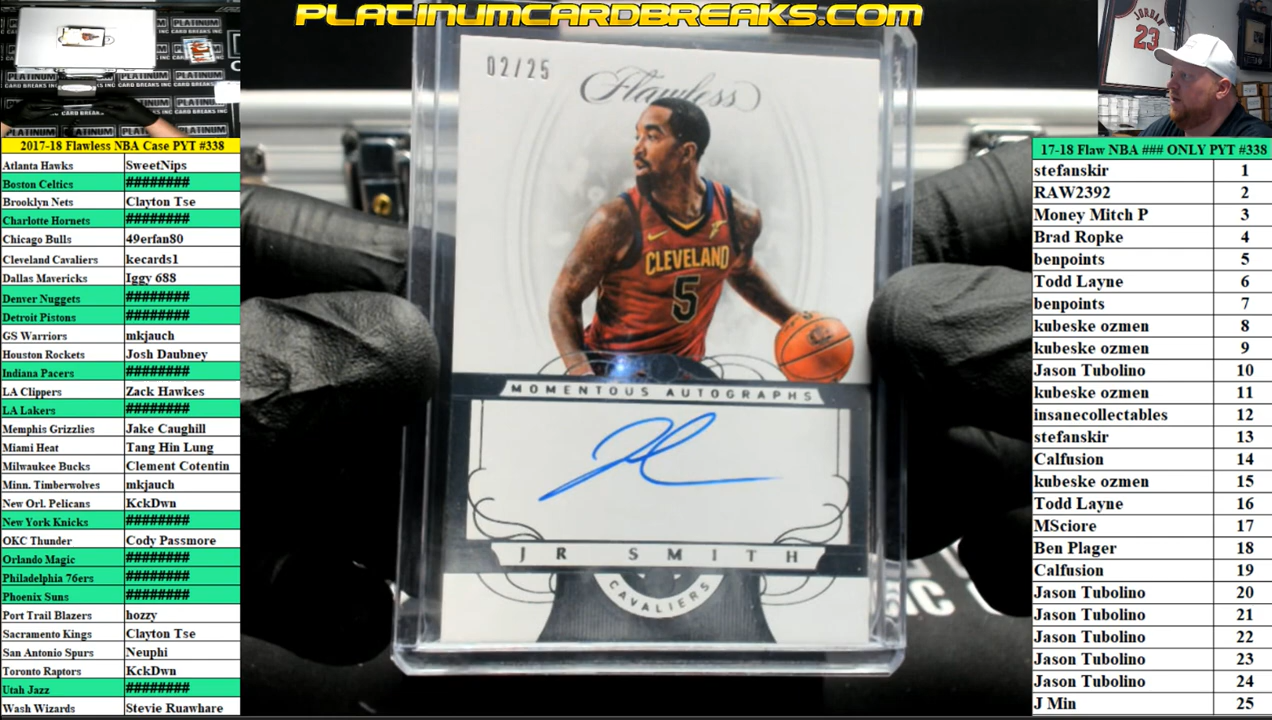 PLATINUMCARDBREAKS.COM
2017-18 Flawless NBA Case PYT #338
Atlanta Hawks SweetNips
Boston Celtics ########
Brooklyn Nets Clayton Tse
Charlotte Hornets ########
Chicago Bulls 49erfan80
Cleveland Cavaliers kecards1
Dallas Mavericks Iggy 688
Denver Nuggets ########
Detroit Pistons ########
GS Warriors mkjauch
Houston Rockets Josh Daubney
Indiana Pacers ########
LA Clippers Zack Hawkes
LA Lakers ########
Memphis Grizzlies Jake Caughill
Miami Heat Tang Hin Lung
Milwaukee Bucks Clement Cotentin
Minn. Timberwolves mkjauch
New Orl. Pelicans KckDwn
New York Knicks ########
OKC Thunder Cody Passmore
Orlando Magic ########
Philadelphia 76ers ########
Phoenix Suns ########
Port Trail Blazers hozzy
Sacramento Kings Clayton Tse
San Antonio Spurs Neuphi
Toronto Raptors KckDwn
Utah Jazz ########
Wash Wizards Stevie Ruawhare
02/25
Flawless
CLEVELAND
5
MOMENTOUS AUTOGRAPHS
JR SMITH
CAVALIERS
JORDAN
23
17-18 Flaw NBA ### ONLY PYT #338
stefanskir 1
RAW2392 2
Money Mitch P 3
Brad Ropke 4
benpoints 5
Todd Layne 6
benpoints 7
kubeske ozmen 8
kubeske ozmen 9
Jason Tubolino 10
kubeske ozmen 11
insanecollectables 12
stefanskir 13
Calfusion 14
kubeske ozmen 15
Todd Layne 16
MSciore 17
Ben Plager 18
Calfusion 19
Jason Tubolino 20
Jason Tubolino 21
Jason Tubolino 22
Jason Tubolino 23
Jason Tubolino 24
J Min 25